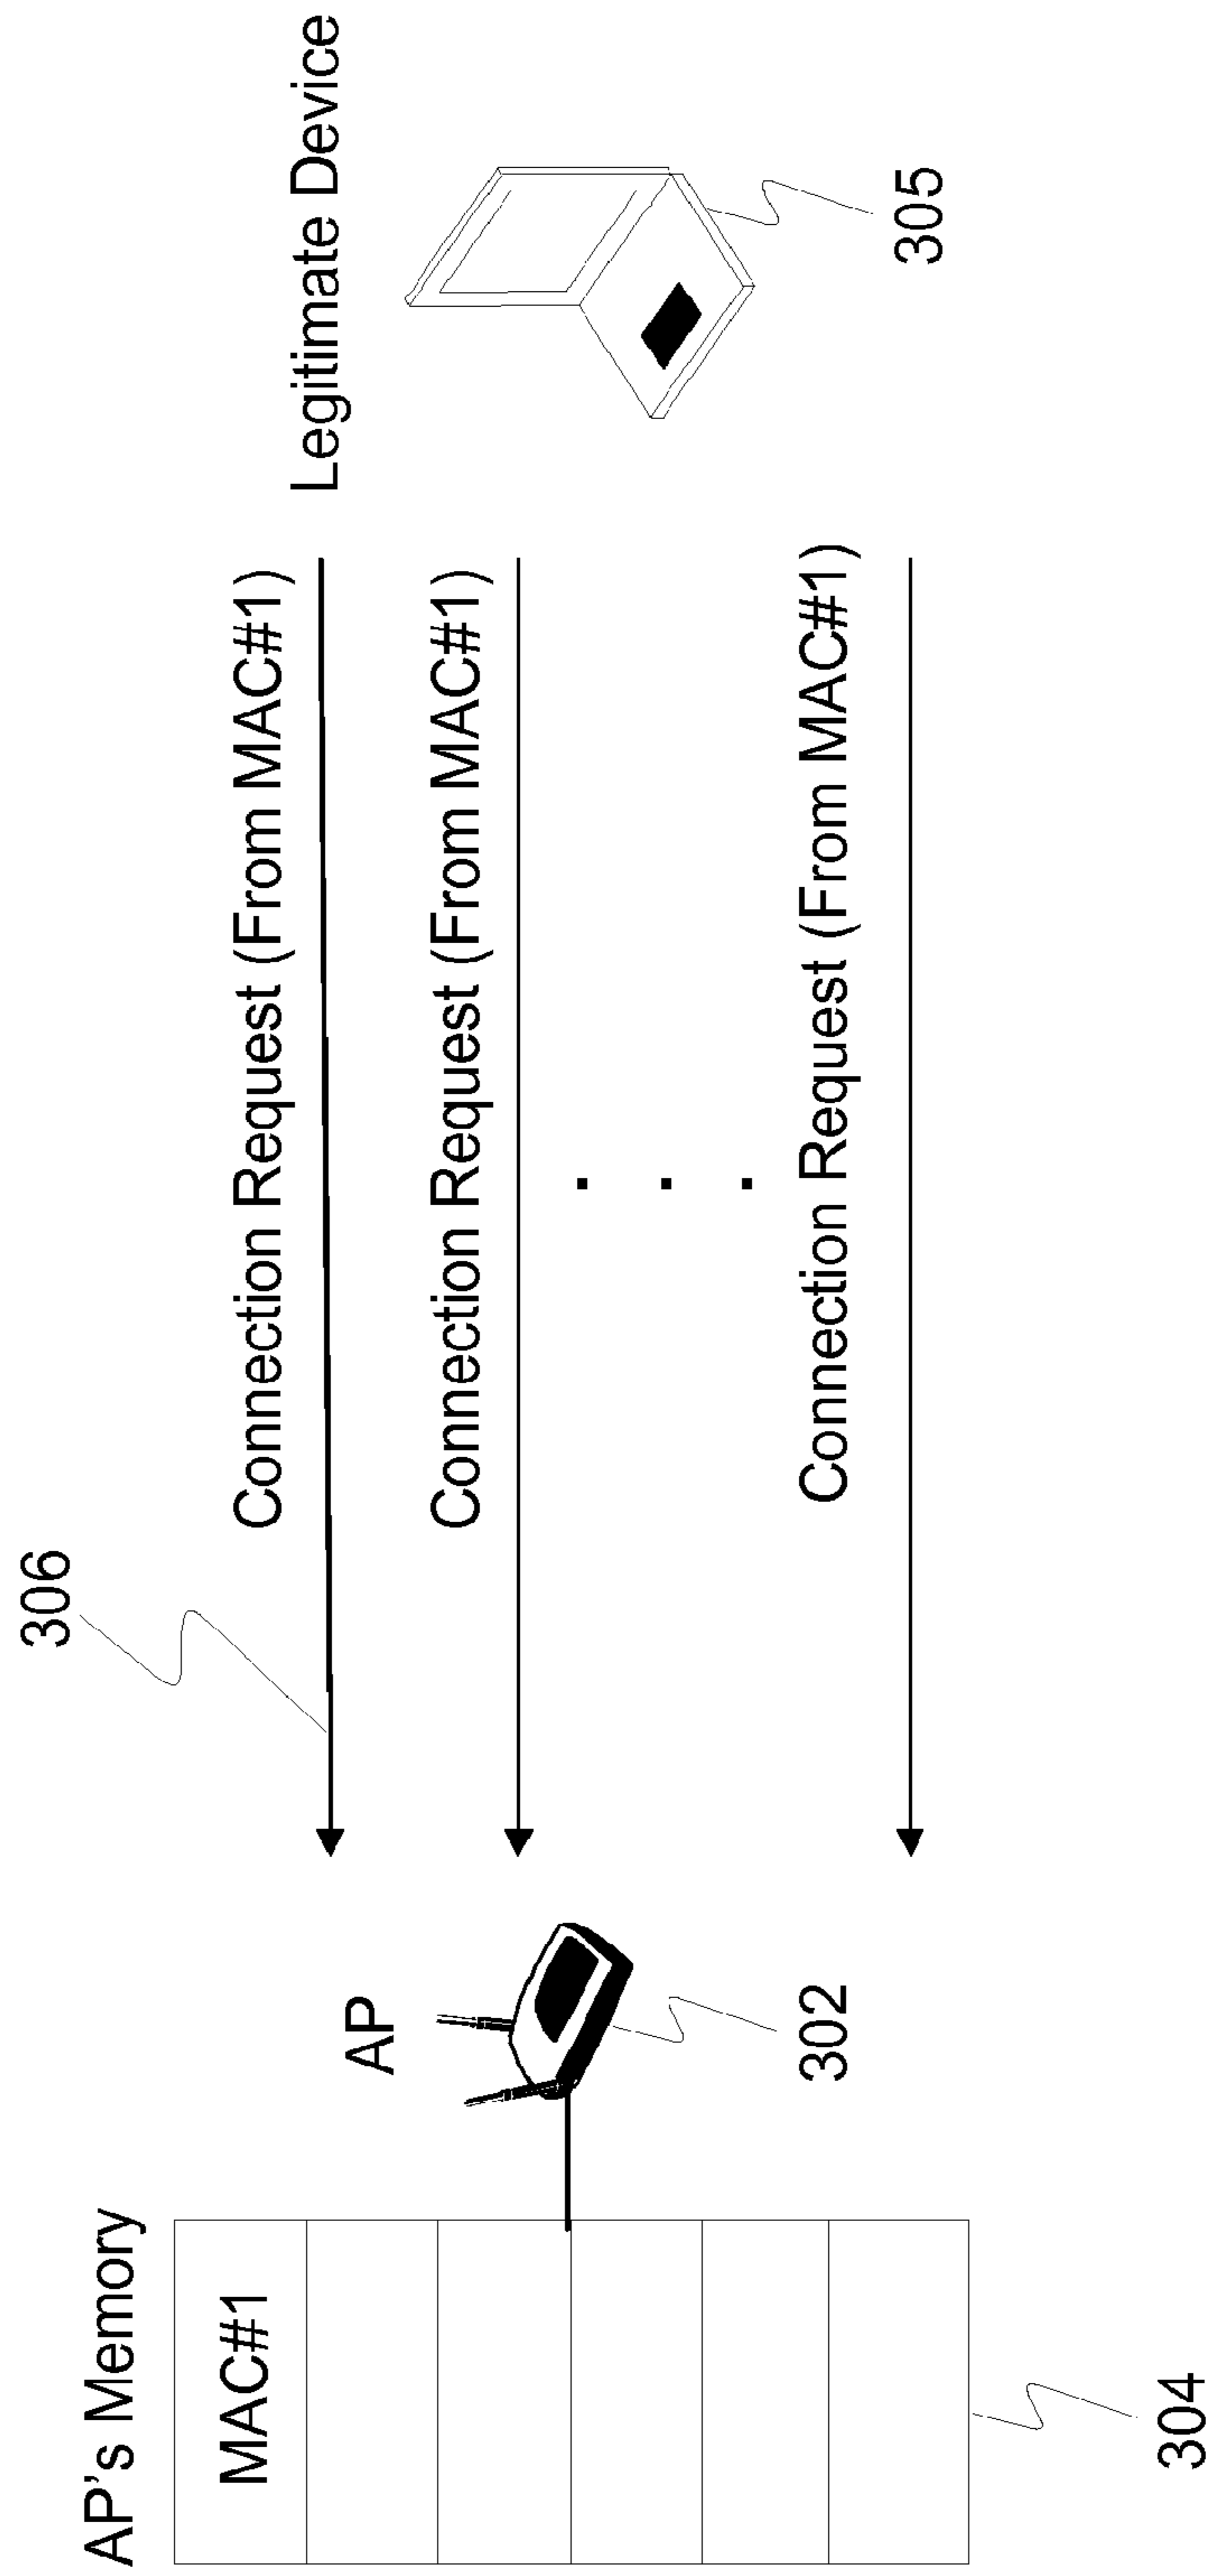 AP's Memory
MAC#1
304
AP
302
306
Connection Request (From MAC#1)
Connection Request (From MAC#1)
. . .
Connection Request (From MAC#1)
Legitimate Device
305